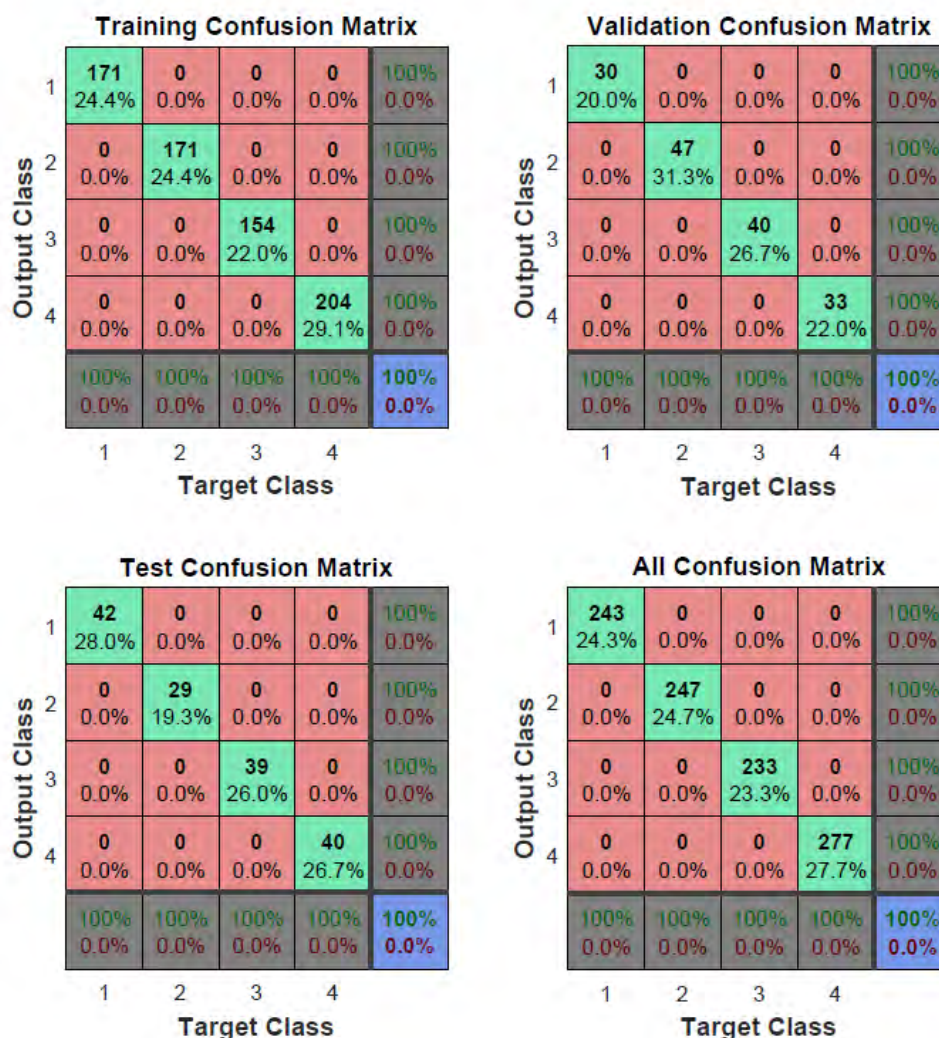 Training Confusion Matrix
Output Class
1 171 0 0 0 100%
24.4% 0.0% 0.0% 0.0% 0.0%
2 0 171 0 0 100%
0.0% 24.4% 0.0% 0.0% 0.0%
3 0 0 154 0 100%
0.0% 0.0% 22.0% 0.0% 0.0%
4 0 0 0 204 100%
0.0% 0.0% 0.0% 29.1% 0.0%
100% 100% 100% 100% 100%
0.0% 0.0% 0.0% 0.0% 0.0%
1 2 3 4
Target Class
Validation Confusion Matrix
Output Class
1 30 0 0 0 100%
20.0% 0.0% 0.0% 0.0% 0.0%
2 0 47 0 0 100%
0.0% 31.3% 0.0% 0.0% 0.0%
3 0 0 40 0 100%
0.0% 0.0% 26.7% 0.0% 0.0%
4 0 0 0 33 100%
0.0% 0.0% 0.0% 22.0% 0.0%
100% 100% 100% 100% 100%
0.0% 0.0% 0.0% 0.0% 0.0%
1 2 3 4
Target Class
Test Confusion Matrix
Output Class
1 42 0 0 0 100%
28.0% 0.0% 0.0% 0.0% 0.0%
2 0 29 0 0 100%
0.0% 19.3% 0.0% 0.0% 0.0%
3 0 0 39 0 100%
0.0% 0.0% 26.0% 0.0% 0.0%
4 0 0 0 40 100%
0.0% 0.0% 0.0% 26.7% 0.0%
100% 100% 100% 100% 100%
0.0% 0.0% 0.0% 0.0% 0.0%
1 2 3 4
Target Class
All Confusion Matrix
Output Class
1 243 0 0 0 100%
24.3% 0.0% 0.0% 0.0% 0.0%
2 0 247 0 0 100%
0.0% 24.7% 0.0% 0.0% 0.0%
3 0 0 233 0 100%
0.0% 0.0% 23.3% 0.0% 0.0%
4 0 0 0 277 100%
0.0% 0.0% 0.0% 27.7% 0.0%
100% 100% 100% 100% 100%
0.0% 0.0% 0.0% 0.0% 0.0%
1 2 3 4
Target Class